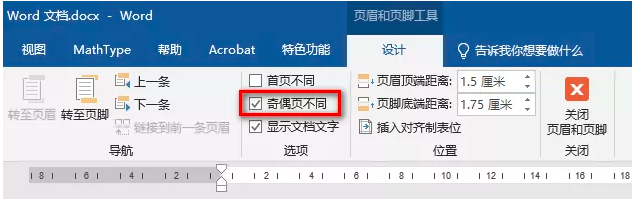 Word 文档.docx - Word
页眉和页脚工具
视图 MathType 帮助 Acrobat 特色功能 设计 告诉我你想要做什么
转至页眉
转至页脚
上一条
下一条
链接到前一条页眉
导航
首页不同
奇偶页不同
显示文档文字
选项
页眉顶端距离: 1.5 厘米
页脚底端距离: 1.75 厘米
插入对齐制表位
位置
关闭
页眉和页脚
关闭
8 6 4 2 2 4 6 8 10 12 14 16 18